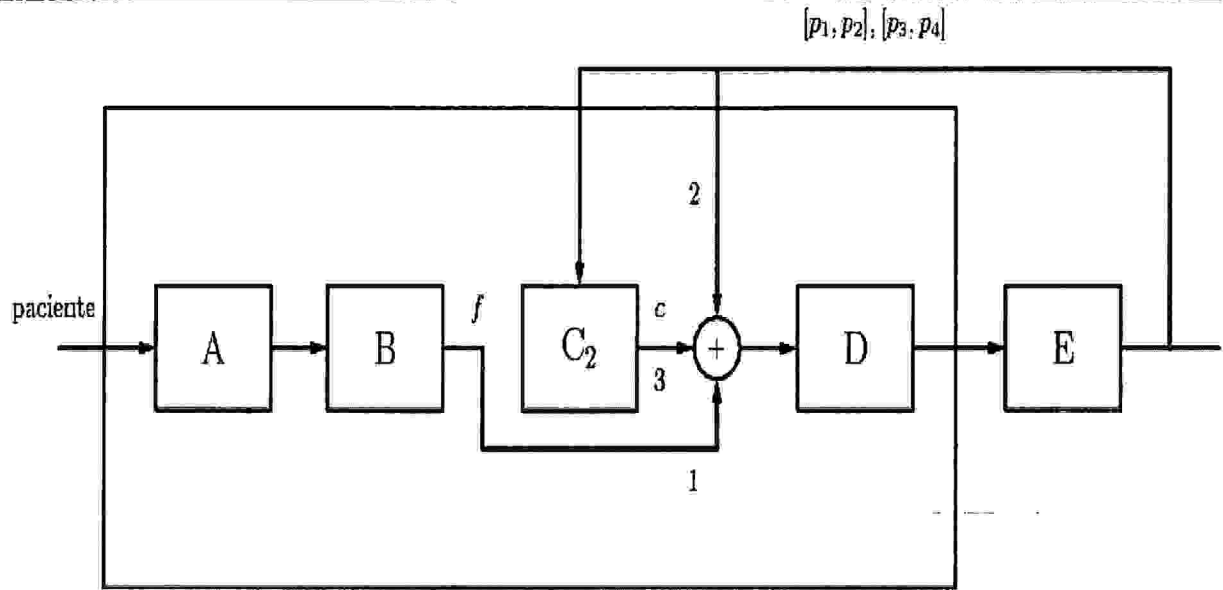 [p₁, p₂], [p₃, p₄]
2
paciente
A
B
f
C₂
c
3
+
D
E
1